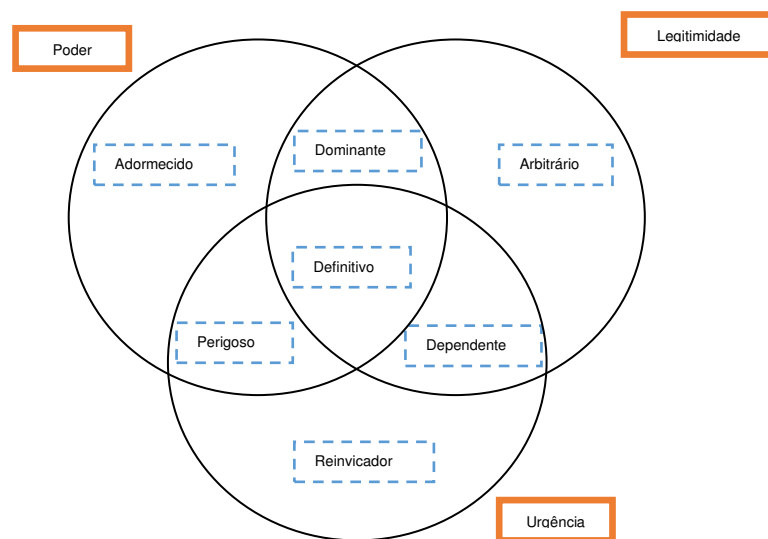 Poder
Legitimidade
Adormecido
Dominante
Arbitrário
Definitivo
Perigoso
Dependente
Reinvicador
Urgência